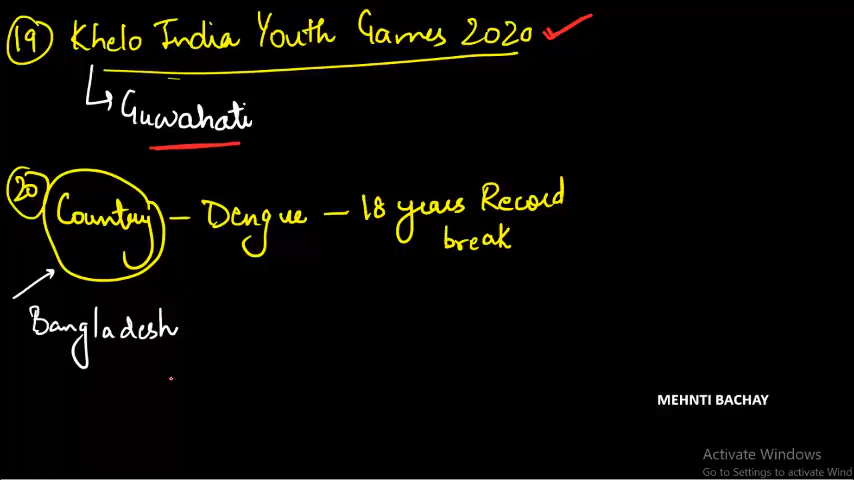 19 Khelo India Youth Games 2020
Guwahati
20 Country - Dengue - 18 years Record
break
Bangladesh
MEHNTI BACHAY
Activate Windows
Go to Settings to activate Wind